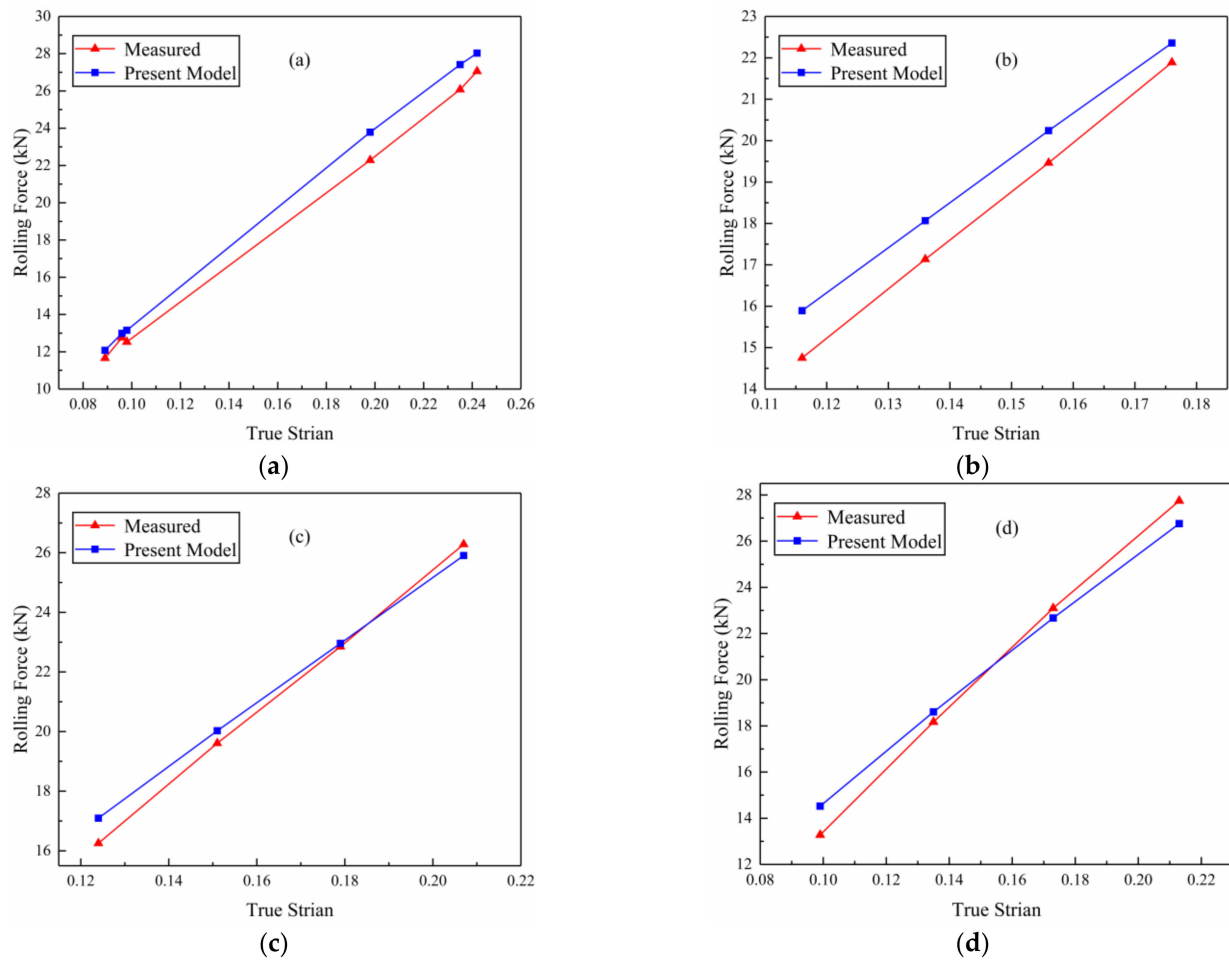 30
28
26
24
22
20
18
16
14
12
10
Rolling Force (kN)
Measured
Present Model
(a)
0.08 0.10 0.12 0.14 0.16 0.18 0.20 0.22 0.24 0.26
True Strian
(a)
23
22
21
20
19
18
17
16
15
14
Rolling Force (kN)
Measured
Present Model
(b)
0.11 0.12 0.13 0.14 0.15 0.16 0.17 0.18
True Strian
(b)
28
26
24
22
20
18
16
Rolling Force (kN)
Measured
Present Model
(c)
0.12 0.14 0.16 0.18 0.20 0.22
True Strian
(c)
28
26
24
22
20
18
16
14
12
Rolling Force (kN)
Measured
Present Model
(d)
0.08 0.10 0.12 0.14 0.16 0.18 0.20 0.22
True Strian
(d)